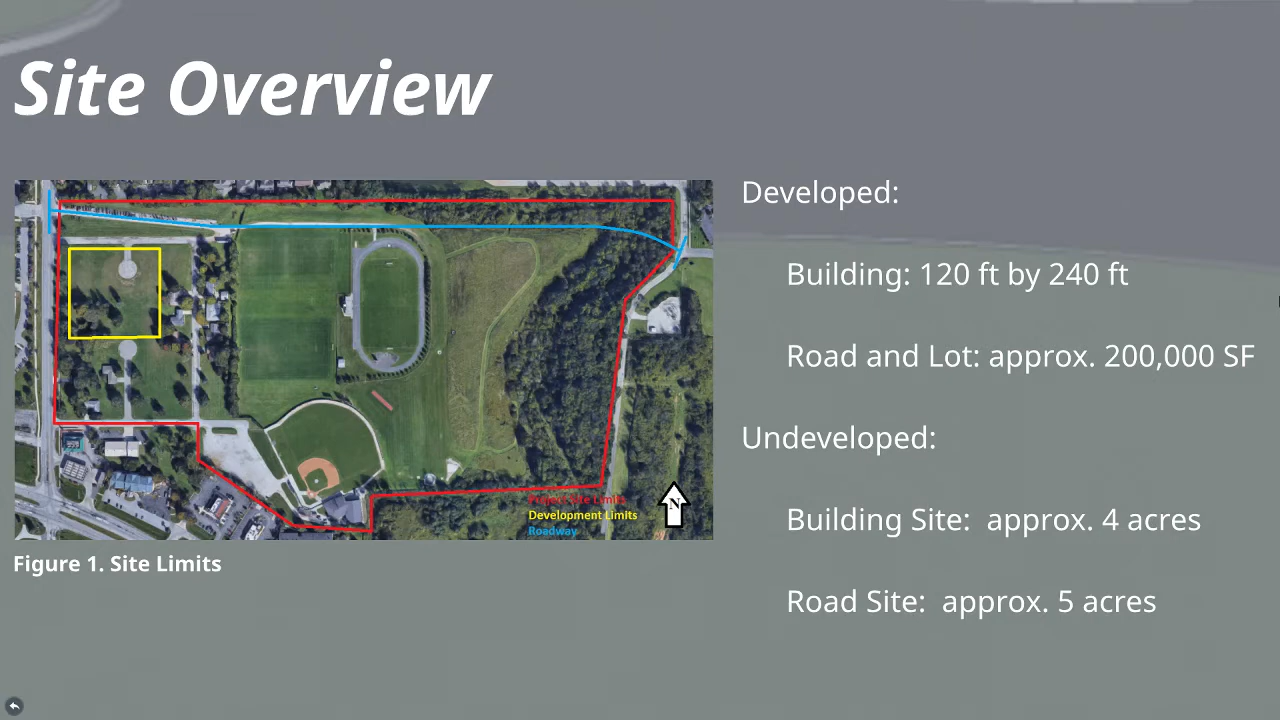 Site Overview
Developed:
Building: 120 ft by 240 ft
Road and Lot: approx. 200,000 SF
Undeveloped:
Building Site:  approx. 4 acres
Road Site:  approx. 5 acres
Project Site Limits
Development Limits
Roadway
N
Figure 1. Site Limits